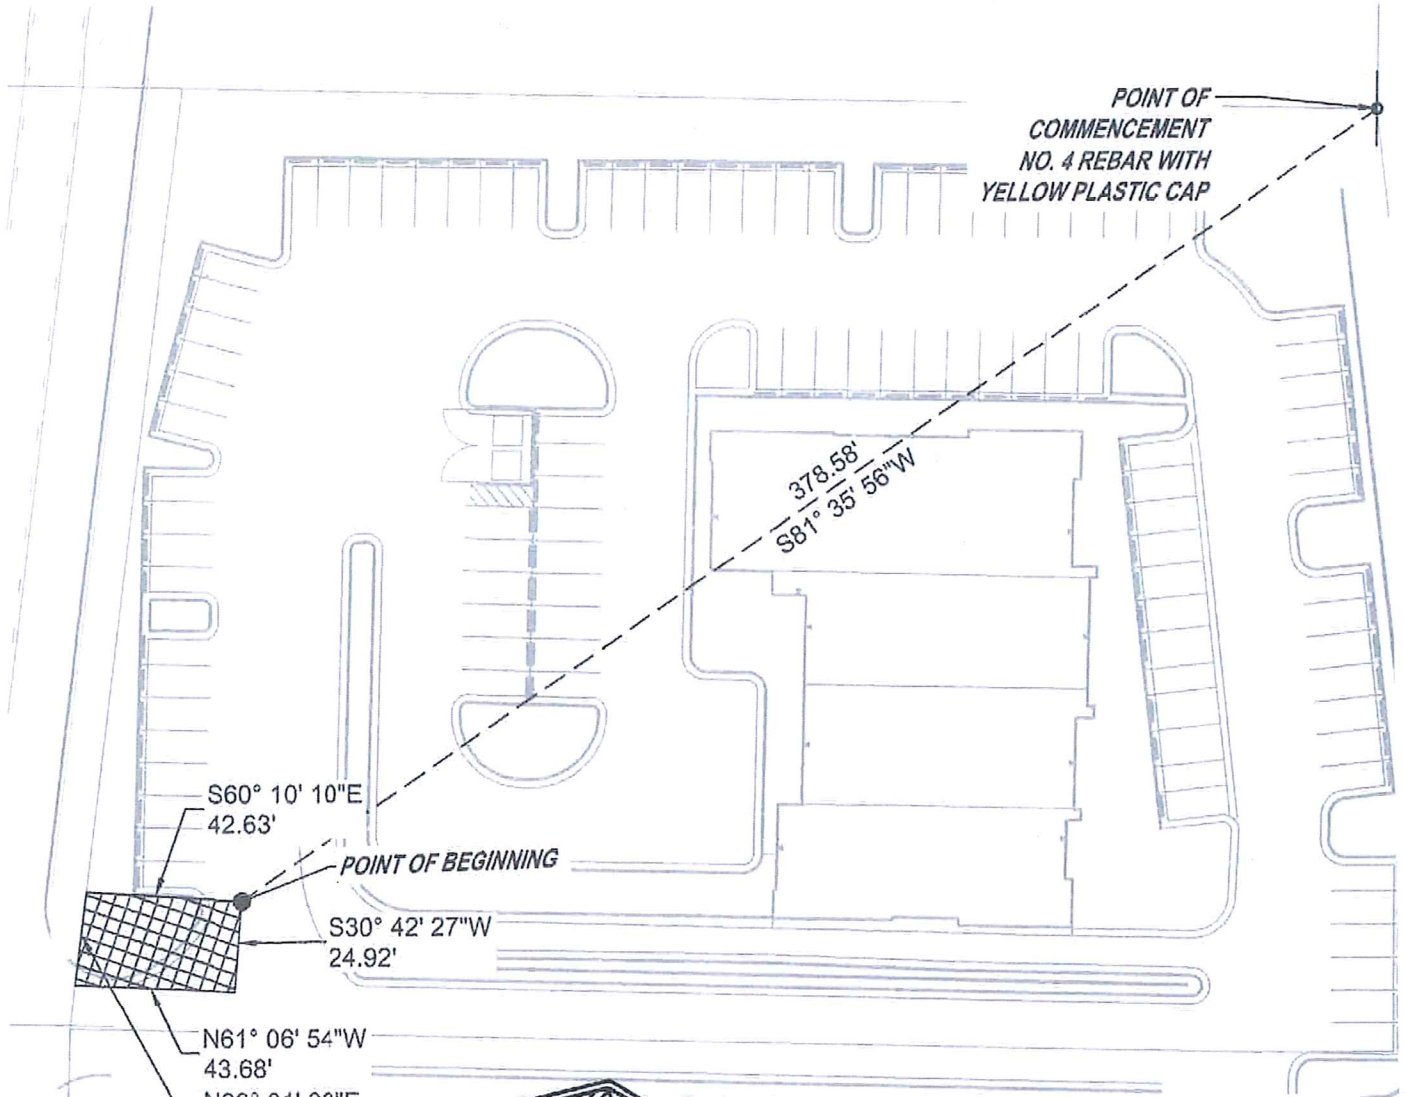 POINT OF
COMMENCEMENT
NO. 4 REBAR WITH
YELLOW PLASTIC CAP
378.58'
S81° 35' 56"W
S60° 10' 10"E
42.63'
POINT OF BEGINNING
S30° 42' 27"W
24.92'
N61° 06' 54"W
43.68'